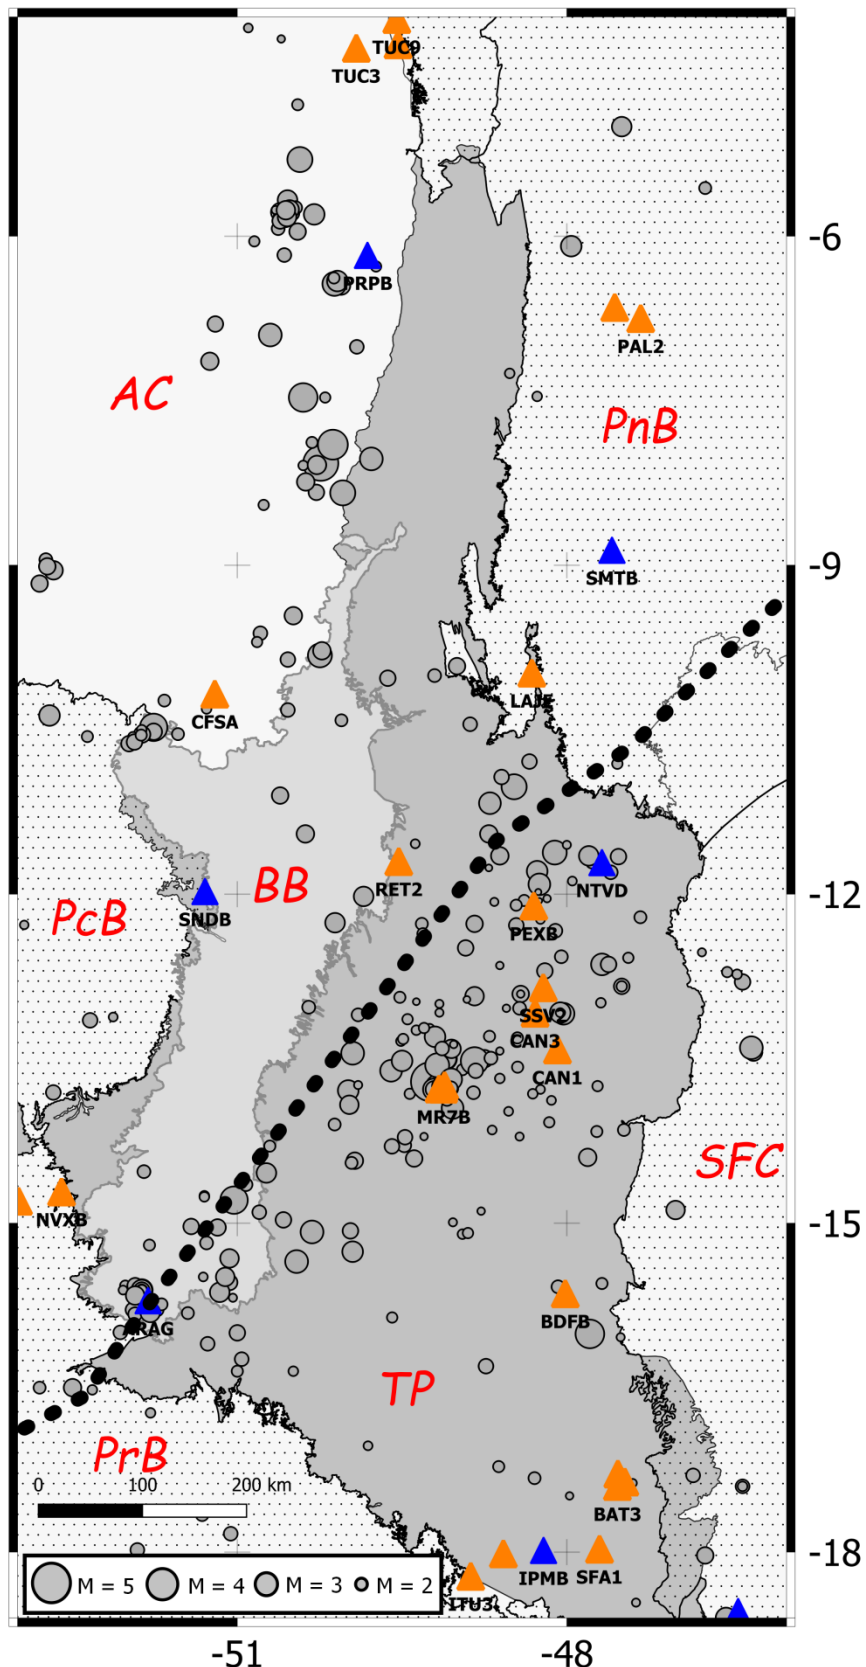 TUC9
TUC3
-6
PRPB
PAL2
AC
PnB
-9
SMTB
CFSA
BB
RET2
NTVD
-12
PcB
SNDB
PEXB
SSV2
CAN3
CAN1
MR7B
SFC
NVXB
-15
BDFB
ARAG
TP
PrB
0 100 200 km
BAT3
-18
M = 5 M = 4 M = 3 M = 2
IPMB SFA1
ITU3
-51 -48